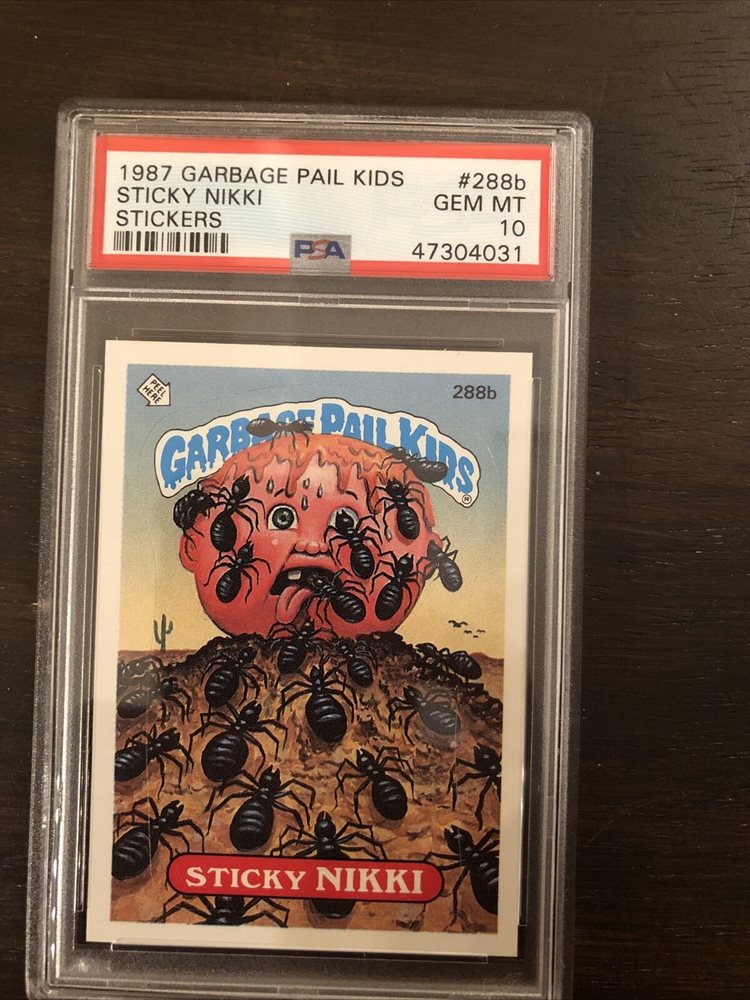 1987 GARBAGE PAIL KIDS #288b
STICKY NIKKI GEM MT
STICKERS 10
PSA 47304031
PEEL
HERE
288b
GARBAGE PAIL KIDS®
STICKY NIKKI